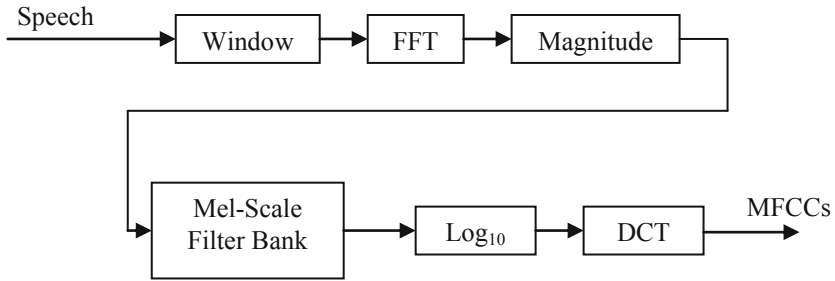 Speech
Window
FFT
Magnitude
Mel-Scale
Filter Bank
Log₁₀
DCT
MFCCs